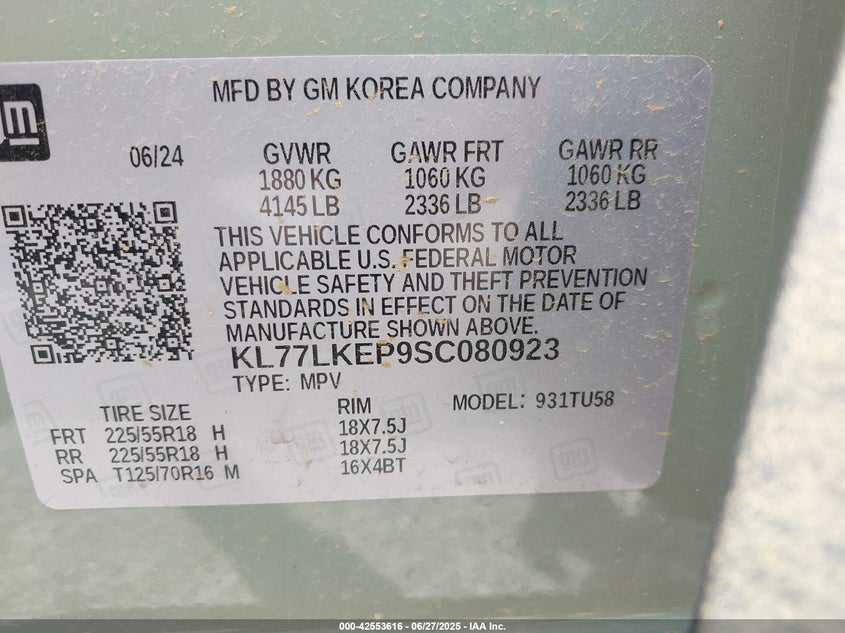 MFD BY GM KOREA COMPANY
06/24 GVWR GAWR FRT GAWR RR
1880 KG 1060 KG 1060 KG
4145 LB 2336 LB 2336 LB
THIS VEHICLE CONFORMS TO ALL
APPLICABLE U.S. FEDERAL MOTOR
VEHICLE SAFETY AND THEFT PREVENTION
STANDARDS IN EFFECT ON THE DATE OF
MANUFACTURE SHOWN ABOVE.
KL77LKEP9SC080923
TYPE: MPV
TIRE SIZE RIM MODEL: 931TU58
FRT 225/55R18 H 18X7.5J
RR 225/55R18 H 18X7.5J
SPA T125/70R16 M 16X4BT
000-42553616 - 06/27/2025 - IAA Inc.